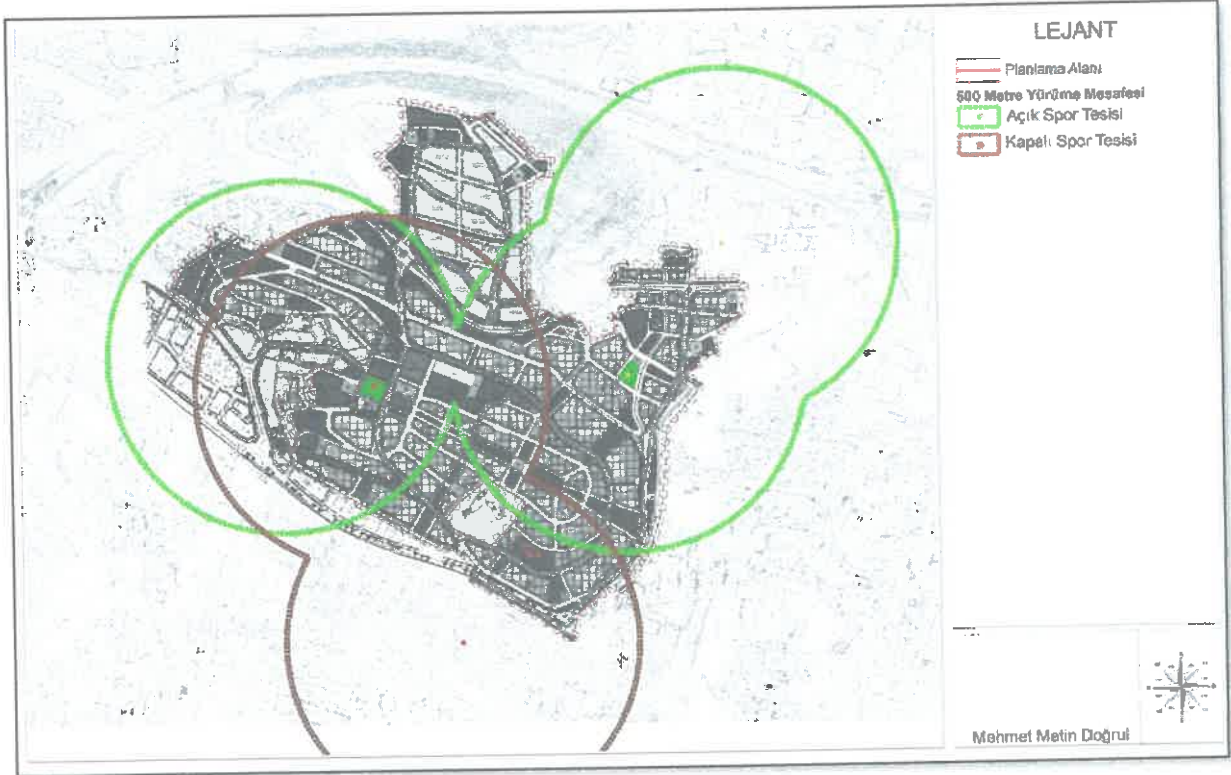 LEJANT
Planlama Alanı
500 Metre Yürüme Mesafesi
Açık Spor Tesisi
Kapalı Spor Tesisi
Mehmet Metin Doğrul